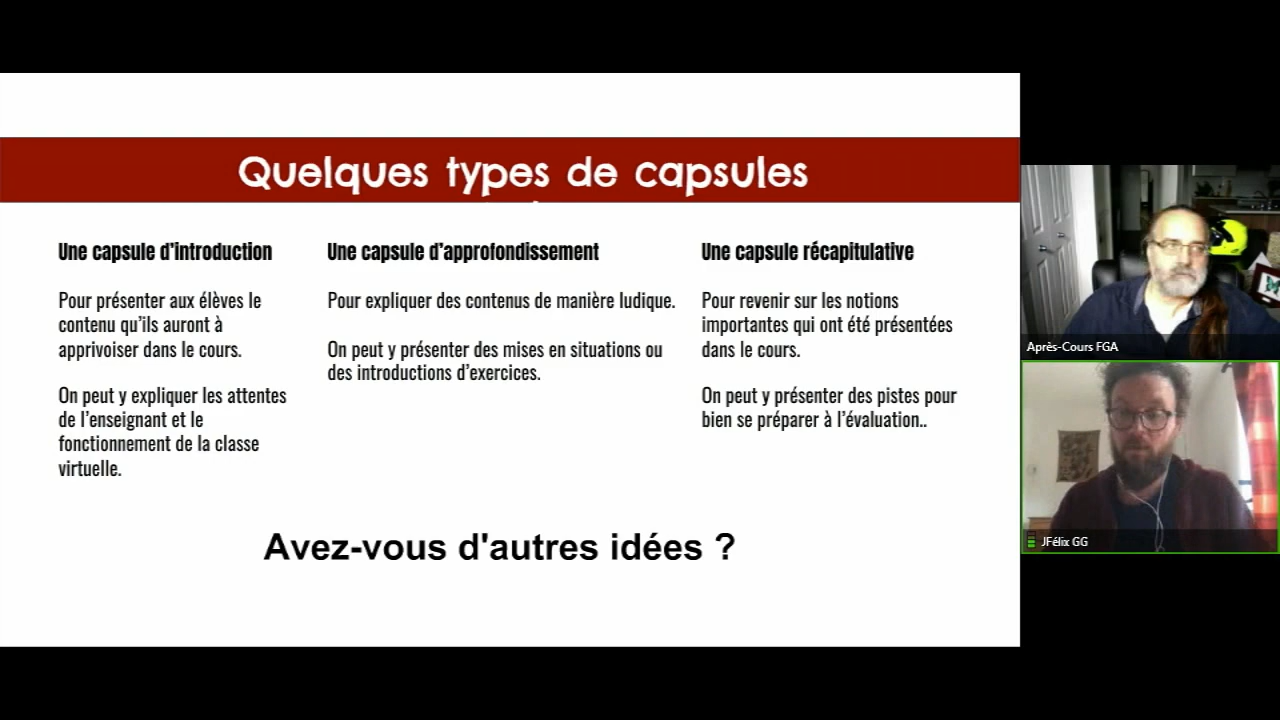 Quelques types de capsules
Une capsule d'introduction
Pour présenter aux élèves le
contenu qu'ils auront à
apprivoiser dans le cours.
On peut y expliquer les attentes
de l'enseignant et le
fonctionnement de la classe
virtuelle.
Une capsule d'approfondissement
Pour expliquer des contenus de manière ludique.
On peut y présenter des mises en situations ou
des introductions d'exercices.
Une capsule récapitulative
Pour revenir sur les notions
importantes qui ont été présentées
dans le cours.
On peut y présenter des pistes pour
bien se préparer à l'évaluation..
Avez-vous d'autres idées ?
Après-Cours FGA
JFélix GG